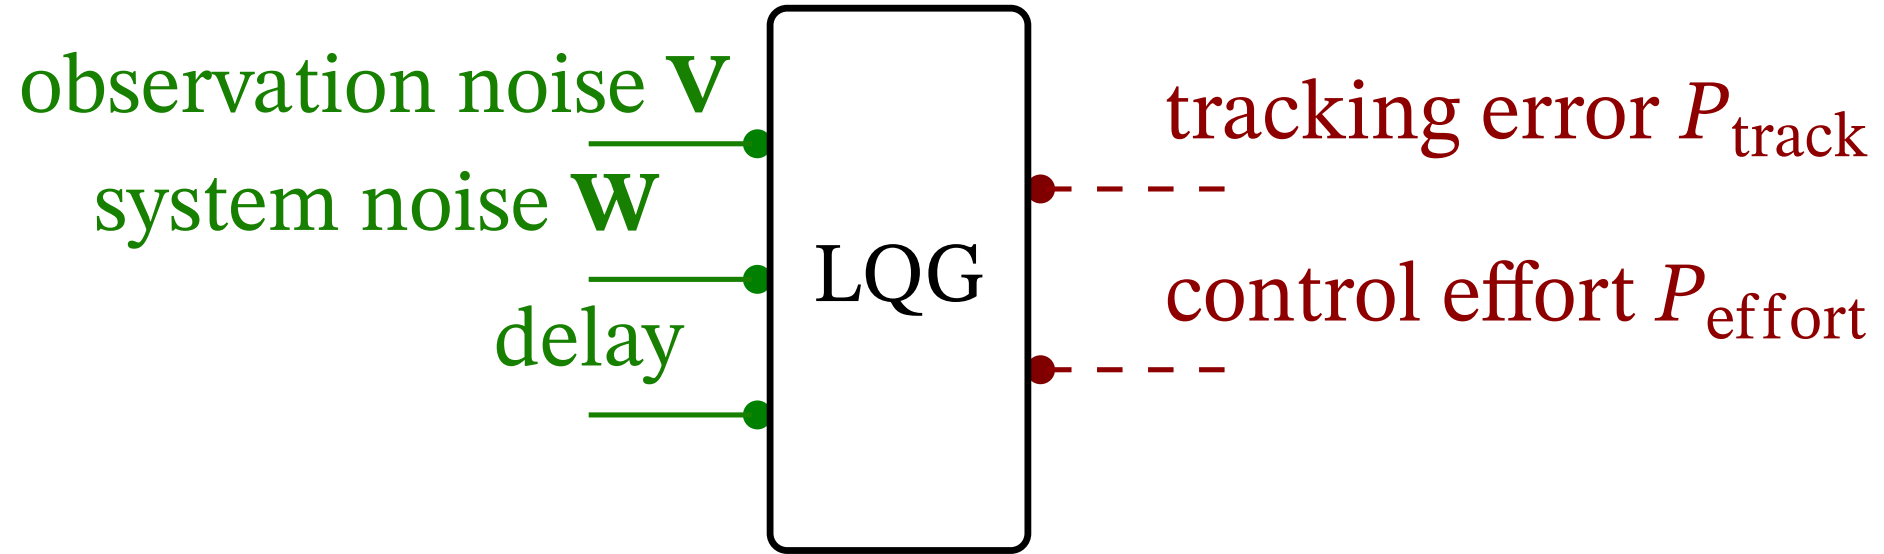 observation noise V
system noise W
delay
LQG
tracking error P_track
control effort P_effort